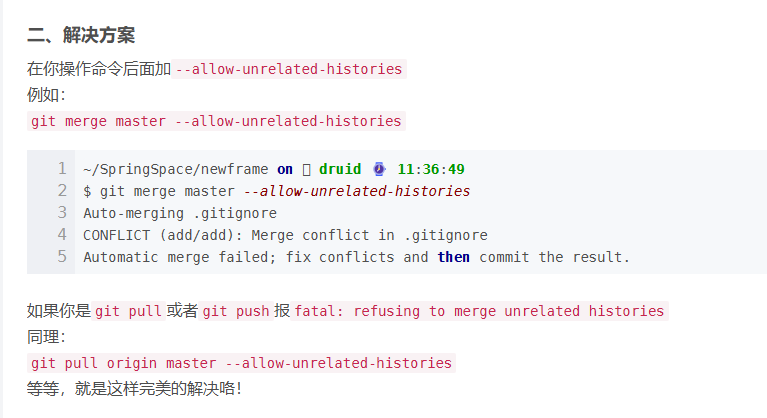 二、解决方案
在你操作命令后面加 --allow-unrelated-histories
例如：
git merge master --allow-unrelated-histories
1 ~/SpringSpace/newframe on druid 11:36:49
2 $ git merge master --allow-unrelated-histories
3 Auto-merging .gitignore
4 CONFLICT (add/add): Merge conflict in .gitignore
5 Automatic merge failed; fix conflicts and then commit the result.
如果你是 git pull 或者 git push 报 fatal: refusing to merge unrelated histories
同理：
git pull origin master --allow-unrelated-histories
等等，就是这样完美的解决咯！